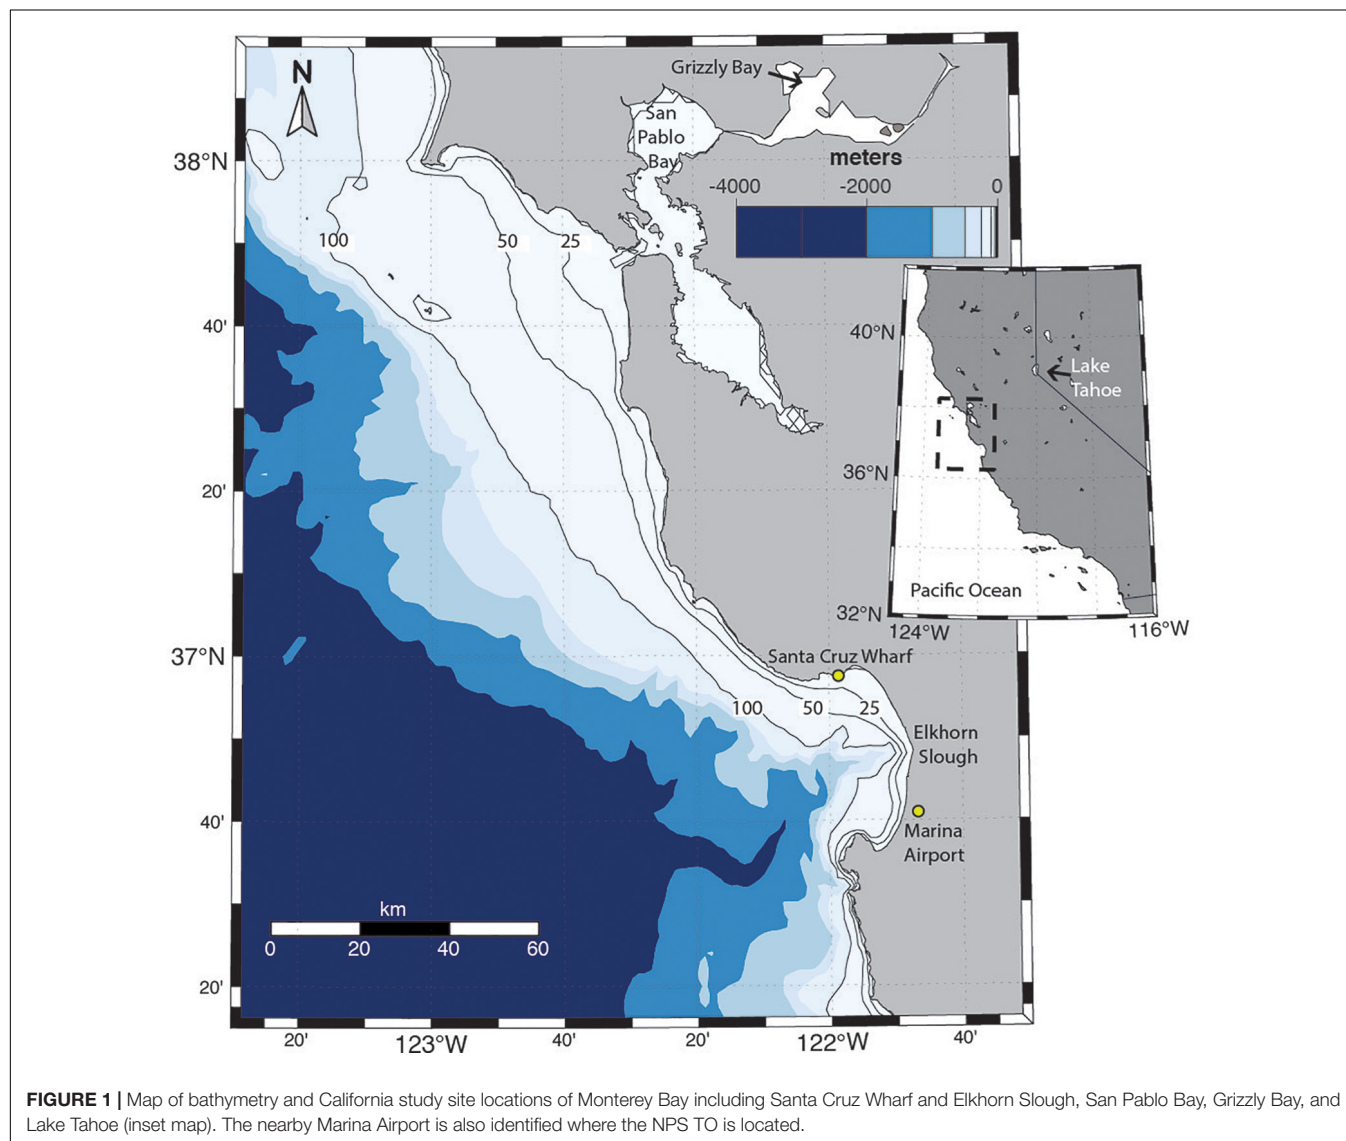 N
Grizzly Bay
San
Pablo
Bay
meters
-4000
-2000
0
38°N
100
50
25
40'
40°N
Lake
Tahoe
36°N
20'
Pacific Ocean
32°N
124°W
116°W
37°N
Santa Cruz Wharf
100
50
25
Elkhorn
Slough
40'
Marina
Airport
km
0
20
40
60
20'
20'
123°W
40'
20'
122°W
40'
FIGURE 1 | Map of bathymetry and California study site locations of Monterey Bay including Santa Cruz Wharf and Elkhorn Slough, San Pablo Bay, Grizzly Bay, and
Lake Tahoe (inset map). The nearby Marina Airport is also identified where the NPS TO is located.